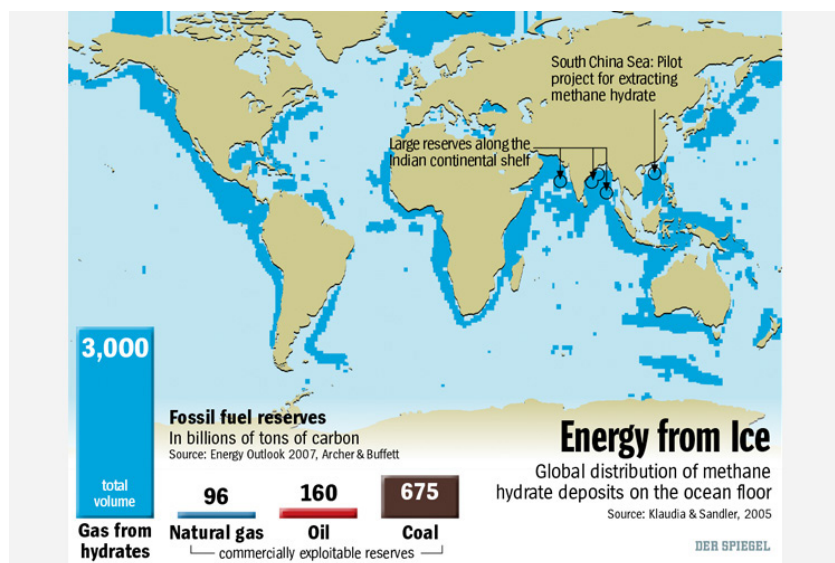 South China Sea: Pilot
project for extracting
methane hydrate
Large reserves along the
Indian continental shelf
3,000
total
volume
Gas from
hydrates
Fossil fuel reserves
In billions of tons of carbon
Source: Energy Outlook 2007, Archer & Buffett
96
Natural gas
160
Oil
675
Coal
commercially exploitable reserves
Energy from Ice
Global distribution of methane
hydrate deposits on the ocean floor
Source: Klaudia & Sandler, 2005
DER SPIEGEL